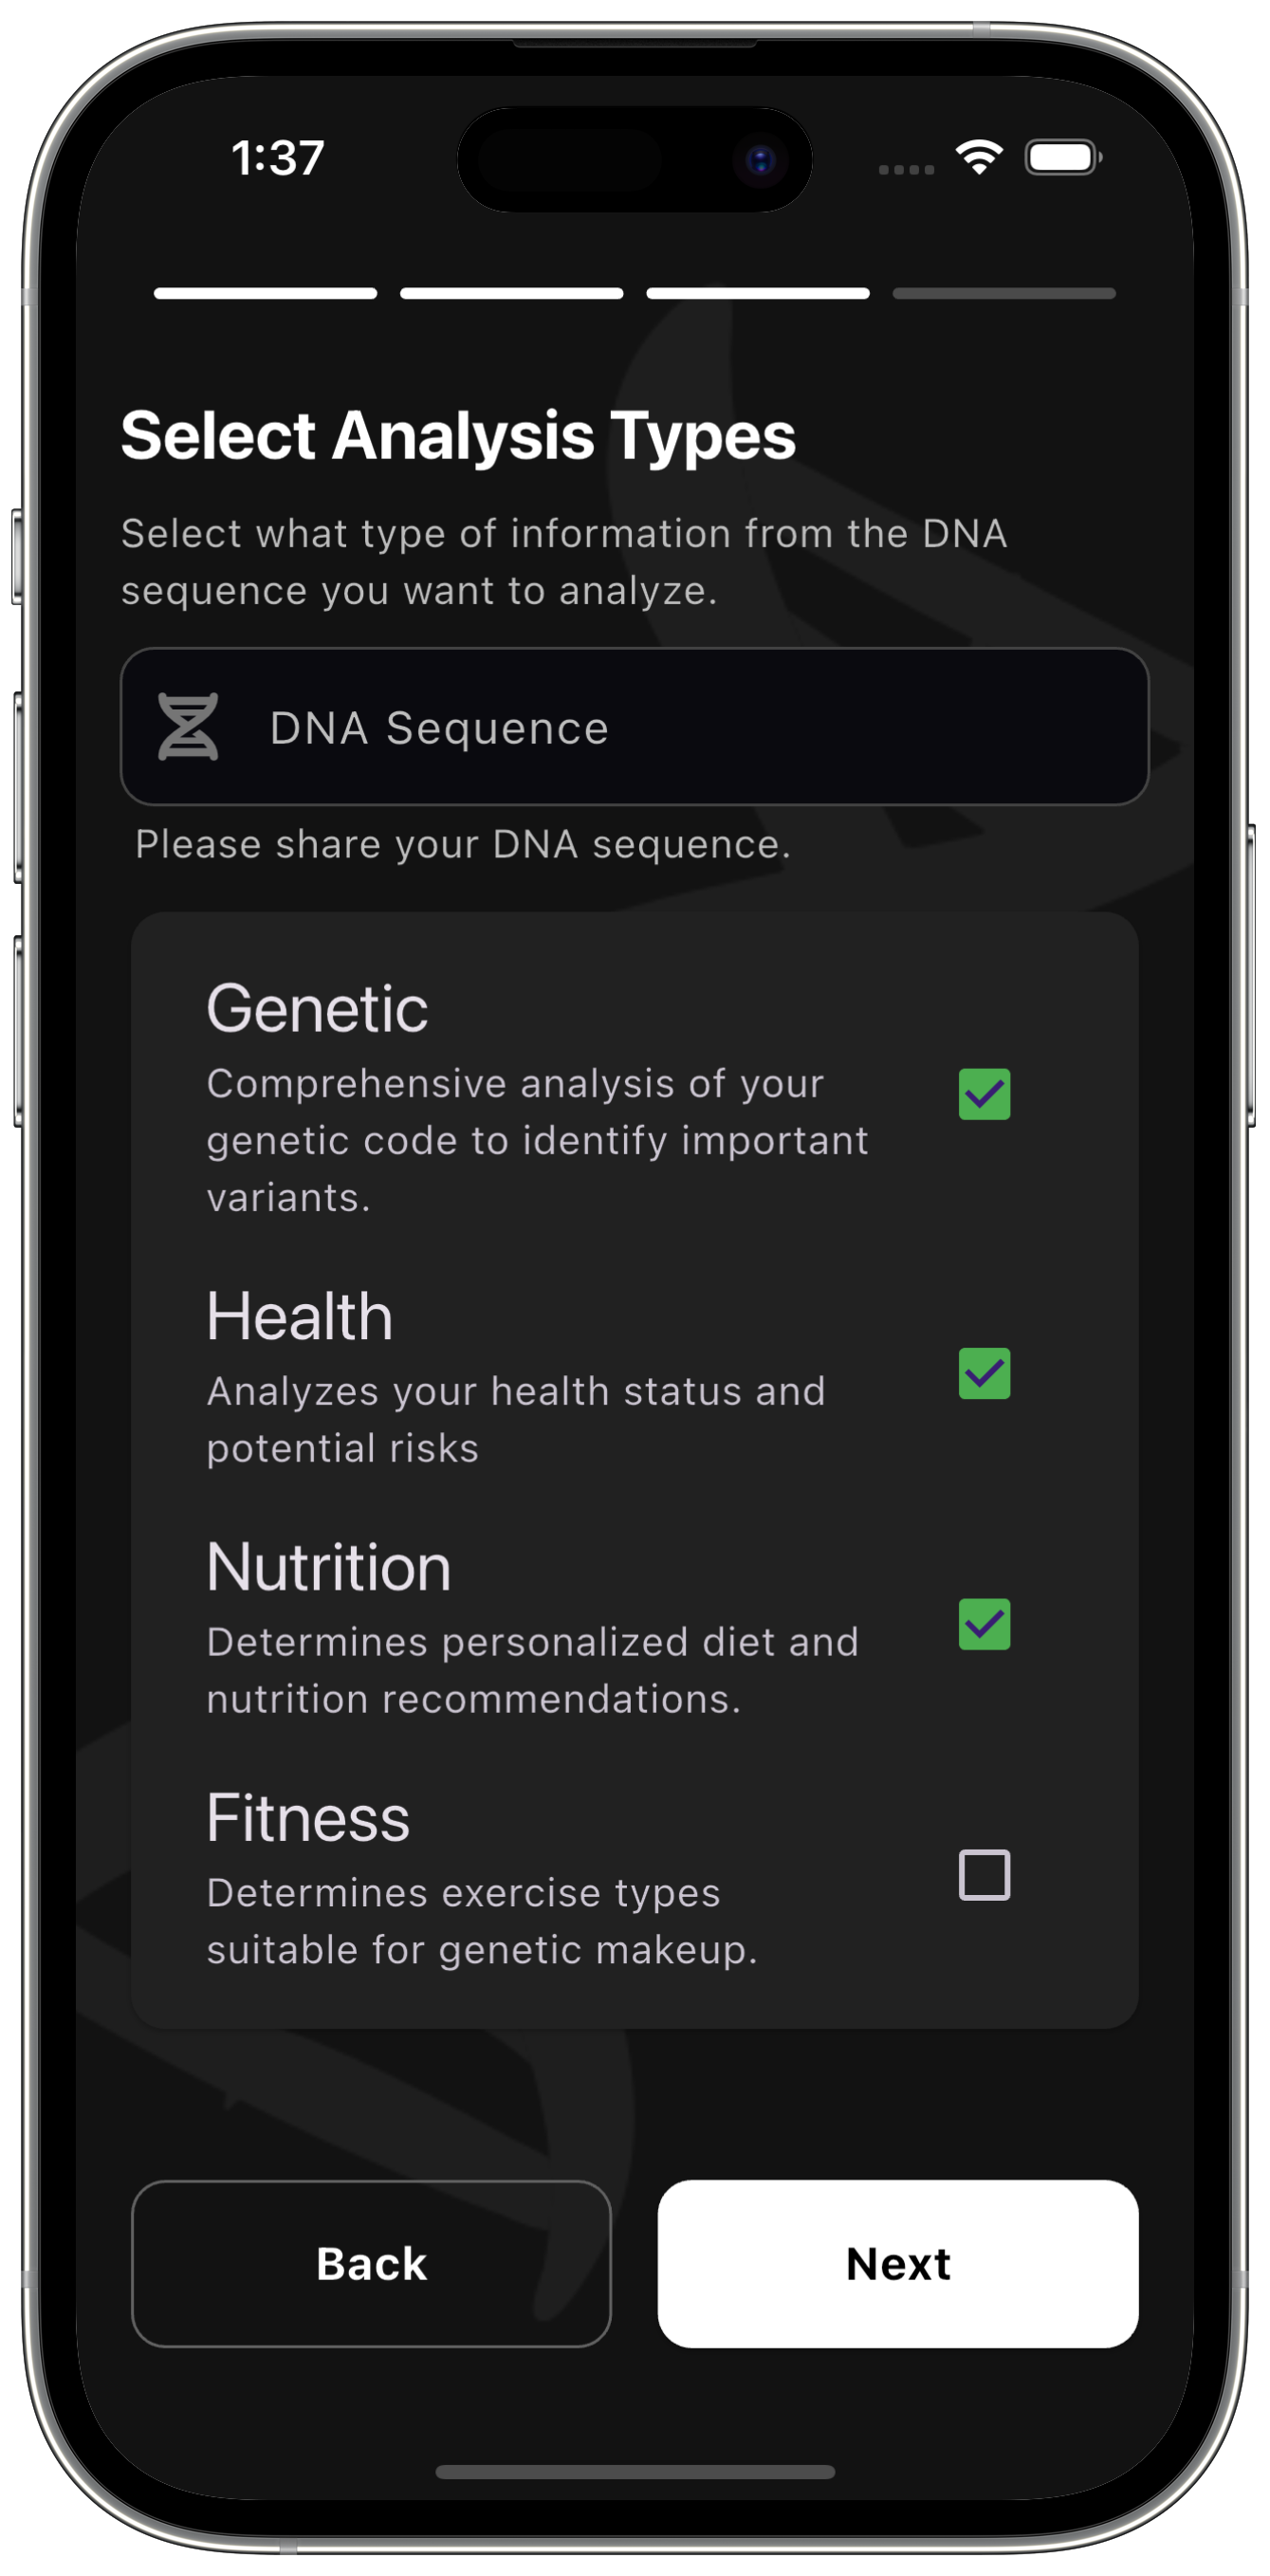 1:37
Select Analysis Types
Select what type of information from the DNA
sequence you want to analyze.
DNA Sequence
Please share your DNA sequence.
Genetic
Comprehensive analysis of your
genetic code to identify important
variants.
Health
Analyzes your health status and
potential risks
Nutrition
Determines personalized diet and
nutrition recommendations.
Fitness
Determines exercise types
suitable for genetic makeup.
Back
Next